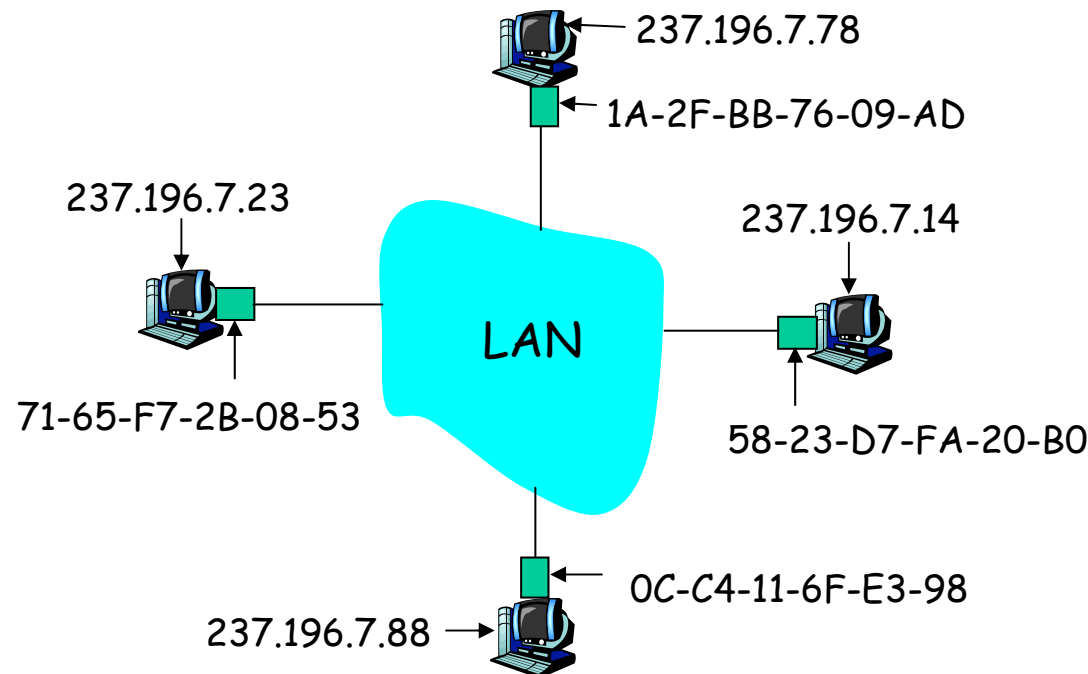 237.196.7.78
1A-2F-BB-76-09-AD
237.196.7.23
237.196.7.14
LAN
71-65-F7-2B-08-53
58-23-D7-FA-20-B0
0C-C4-11-6F-E3-98
237.196.7.88